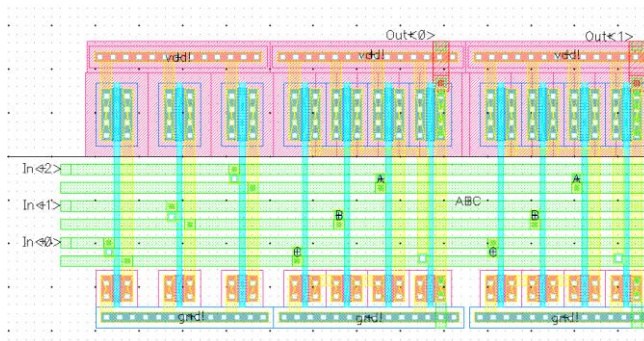 Out<0>
Out<1>
vdd!
vdd!
vdd!
In<2>
A
A
In<1>
ABC
B
B
In<0>
C
C
gnd!
gnd!
gnd!